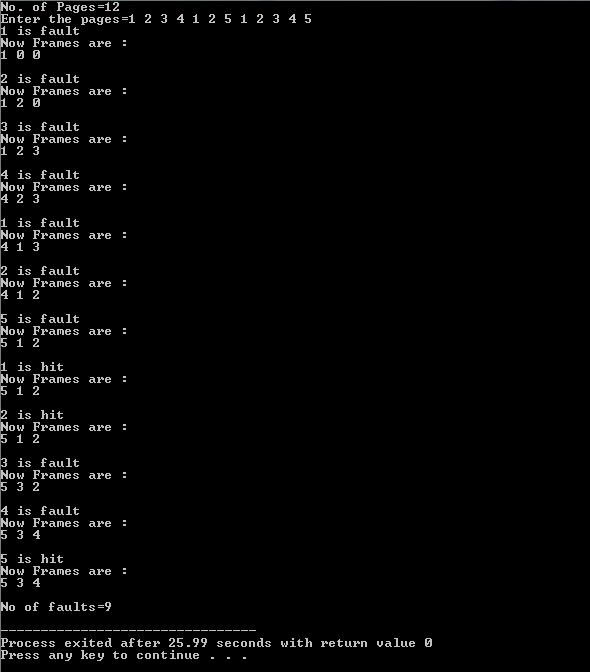 No. of Pages=12
Enter the pages=1 2 3 4 1 2 5 1 2 3 4 5
1 is fault
Now Frames are :
1 0 0
2 is fault
Now Frames are :
1 2 0
3 is fault
Now Frames are :
1 2 3
4 is fault
Now Frames are :
4 2 3
1 is fault
Now Frames are :
4 1 3
2 is fault
Now Frames are :
4 1 2
5 is fault
Now Frames are :
5 1 2
1 is hit
Now Frames are :
5 1 2
2 is hit
Now Frames are :
5 1 2
3 is fault
Now Frames are :
5 3 2
4 is fault
Now Frames are :
5 3 4
5 is hit
Now Frames are :
5 3 4
No of faults=9
--------------------------------
Process exited after 25.99 seconds with return value 0
Press any key to continue . . .